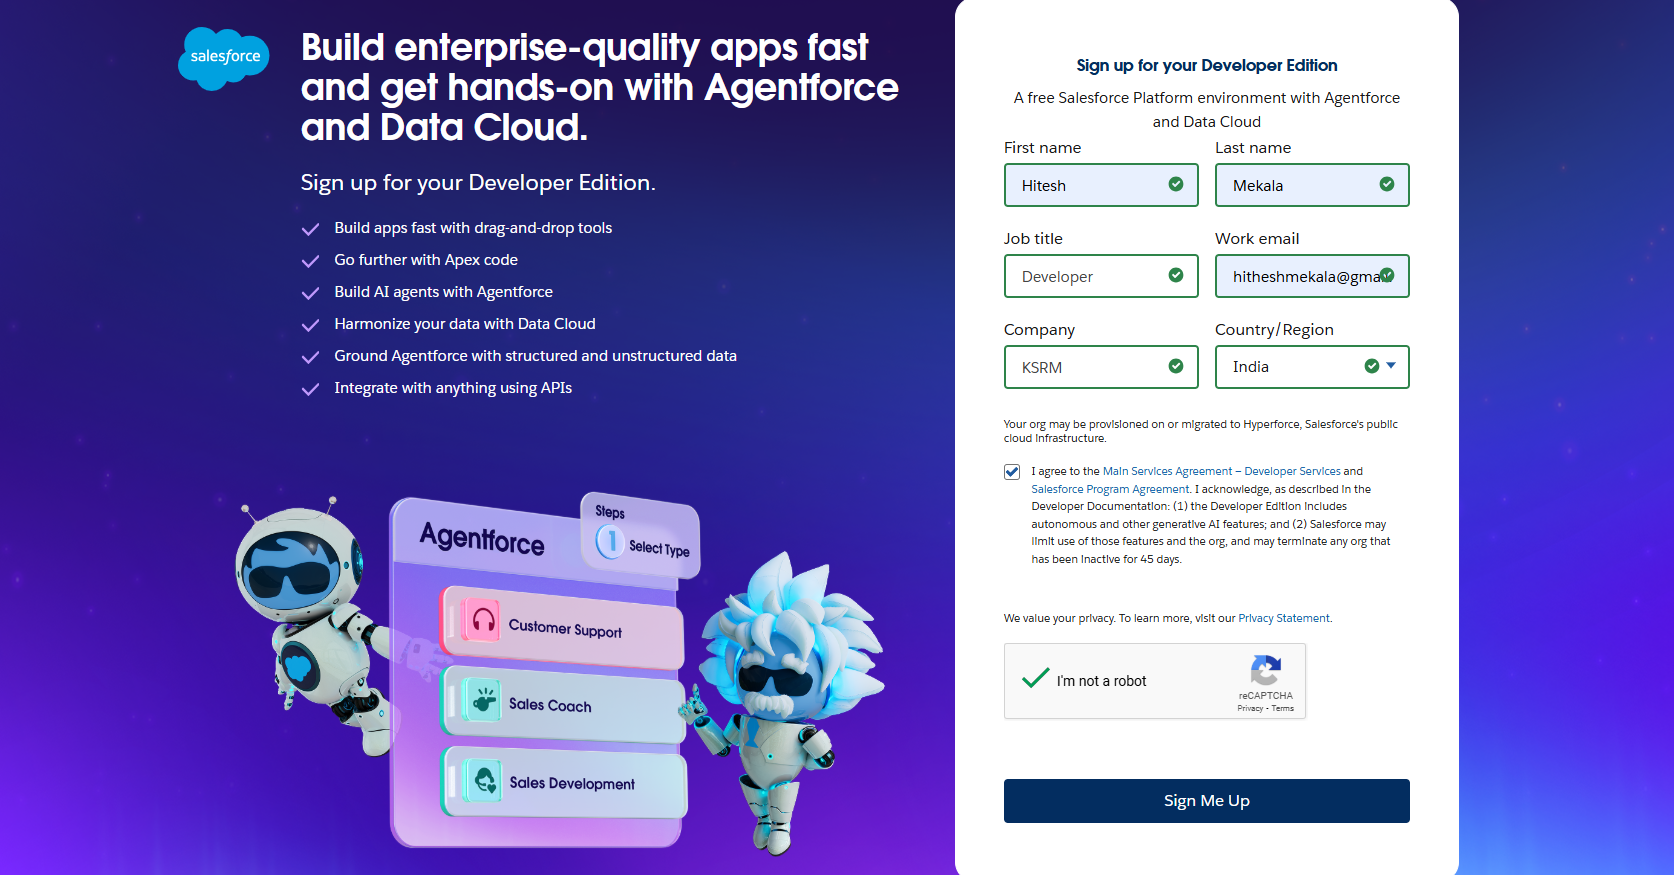 salesforce
Build enterprise-quality apps fast
and get hands-on with Agentforce
and Data Cloud.
Sign up for your Developer Edition.
Build apps fast with drag-and-drop tools
Go further with Apex code
Build AI agents with Agentforce
Harmonize your data with Data Cloud
Ground Agentforce with structured and unstructured data
Integrate with anything using APIs
Agentforce
Steps
1 Select Type
Customer Support
Sales Coach
Sales Development
Sign up for your Developer Edition
A free Salesforce Platform environment with Agentforce
and Data Cloud
First name Last name
Hitesh Mekala
Job title Work email
Developer hitheshmekala@gma
Company Country/Region
KSRM India
Your org may be provisioned on or migrated to Hyperforce, Salesforce's public
cloud infrastructure.
I agree to the Main Services Agreement – Developer Services and
Salesforce Program Agreement. I acknowledge, as described in the
Developer Documentation: (1) the Developer Edition includes
autonomous and other generative AI features; and (2) Salesforce may
limit use of those features and the org, and may terminate any org that
has been inactive for 45 days.
We value your privacy. To learn more, visit our Privacy Statement.
I'm not a robot
reCAPTCHA
Privacy - Terms
Sign Me Up